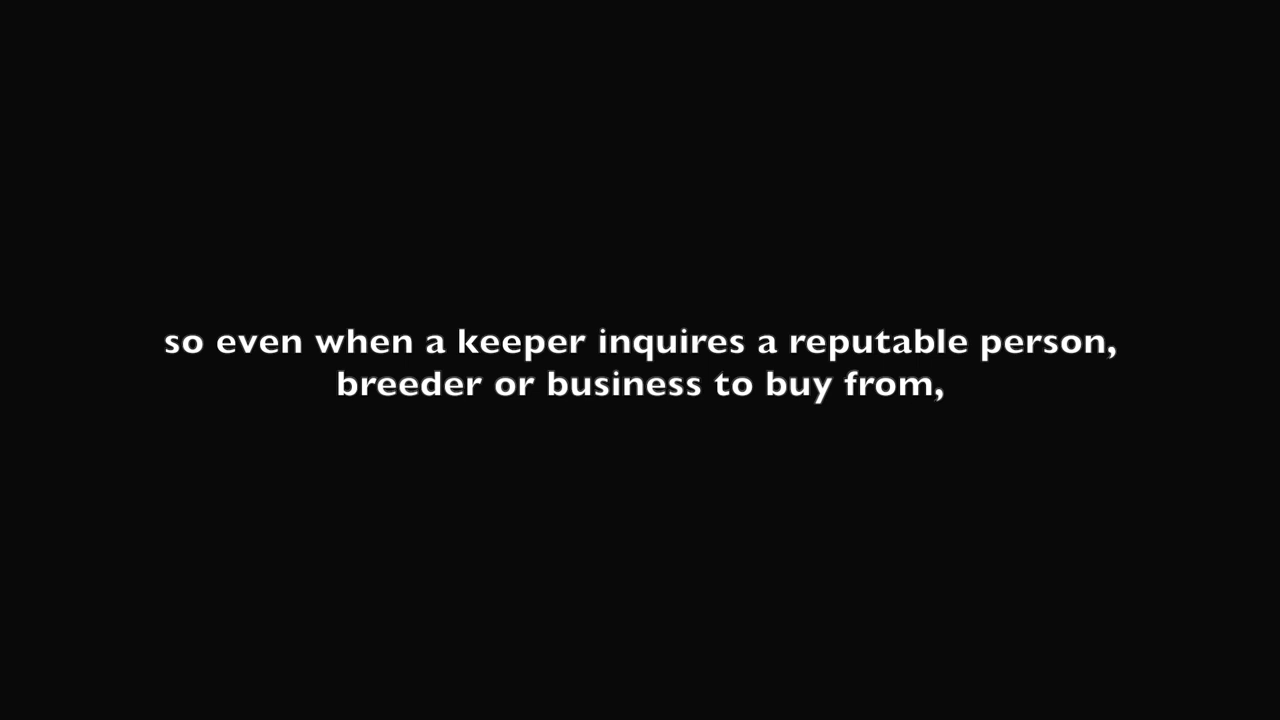 so even when a keeper inquires a reputable person,
breeder or business to buy from,